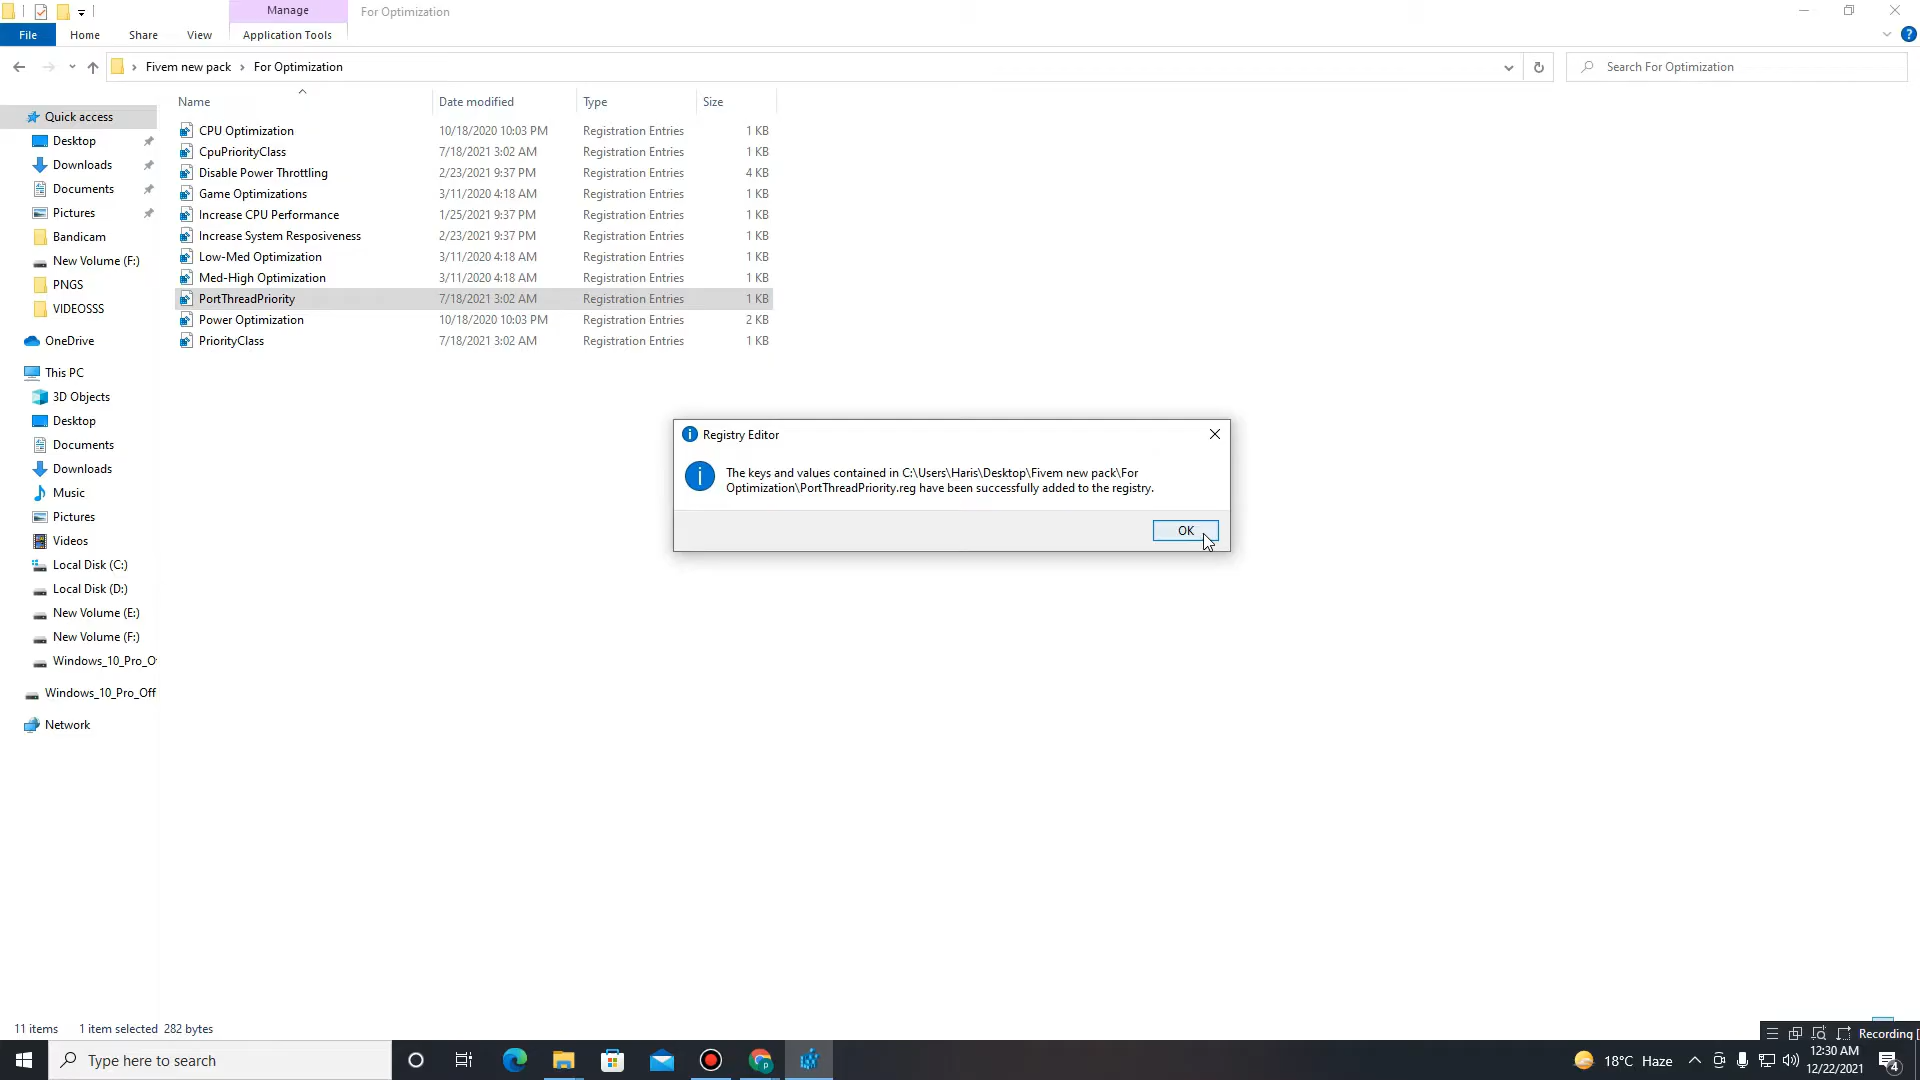 Manage
For Optimization
File
Home
Share
View
Application Tools
Fivem new pack
For Optimization
Search For Optimization
Name
Date modified
Type
Size
CPU Optimization 10/18/2020 10:03 PM Registration Entries 1 KB
CpuPriorityClass 7/18/2021 3:02 AM Registration Entries 1 KB
Disable Power Throttling 2/23/2021 9:37 PM Registration Entries 4 KB
Game Optimizations 3/11/2020 4:18 AM Registration Entries 1 KB
Increase CPU Performance 1/25/2021 9:37 PM Registration Entries 1 KB
Increase System Resposiveness 2/23/2021 9:37 PM Registration Entries 1 KB
Low-Med Optimization 3/11/2020 4:18 AM Registration Entries 1 KB
Med-High Optimization 3/11/2020 4:18 AM Registration Entries 1 KB
PortThreadPriority 7/18/2021 3:02 AM Registration Entries 1 KB
Power Optimization 10/18/2020 10:03 PM Registration Entries 2 KB
PriorityClass 7/18/2021 3:02 AM Registration Entries 1 KB
Quick access
Desktop
Downloads
Documents
Pictures
Bandicam
New Volume (F:)
PNGS
VIDEOSSS
OneDrive
This PC
3D Objects
Desktop
Documents
Downloads
Music
Pictures
Videos
Local Disk (C:)
Local Disk (D:)
New Volume (E:)
New Volume (F:)
Windows_10_Pro_O
Windows_10_Pro_Off
Network
Registry Editor
The keys and values contained in C:\Users\Haris\Desktop\Fivem new pack\For
Optimization\PortThreadPriority.reg have been successfully added to the registry.
OK
11 items 1 item selected 282 bytes
Recording [
Type here to search
18°C Haze
12:30 AM
12/22/2021
4